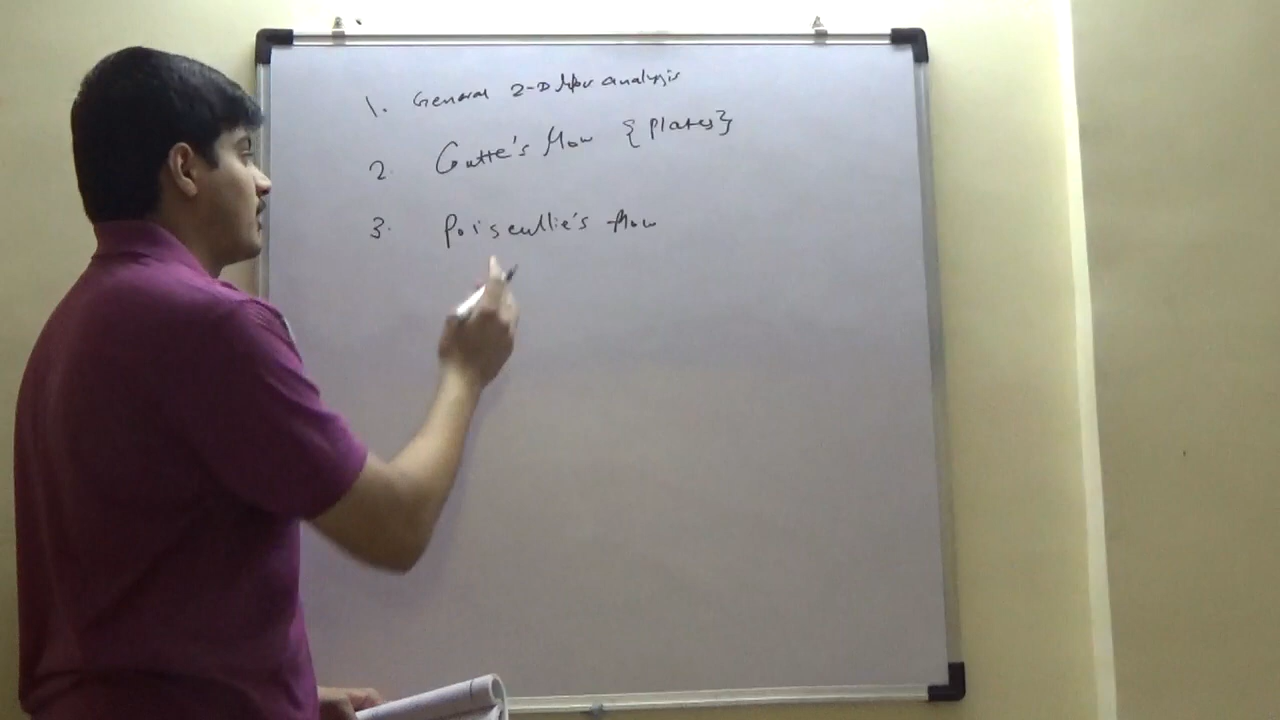 1. General 2-D flow analysis
2. Coutte's flow {plates}
3. Poiseullie's flow